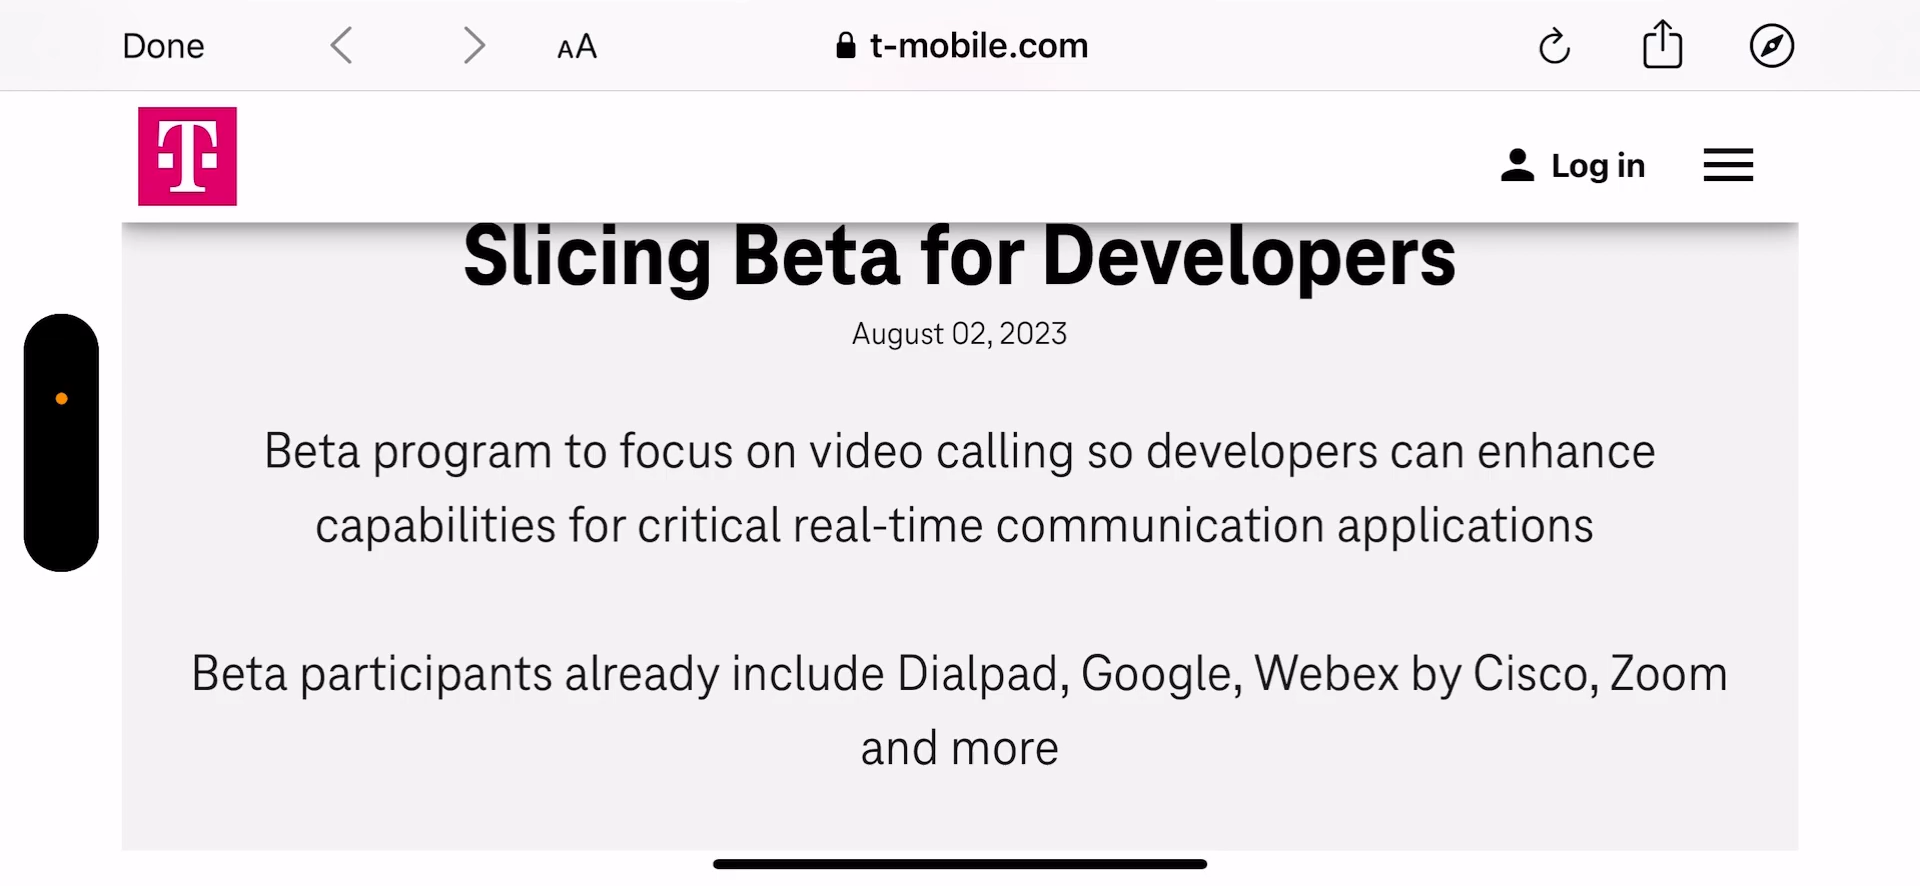 Done AA t-mobile.com
T
Log in
Slicing Beta for Developers
August 02, 2023
Beta program to focus on video calling so developers can enhance
capabilities for critical real-time communication applications
Beta participants already include Dialpad, Google, Webex by Cisco, Zoom
and more